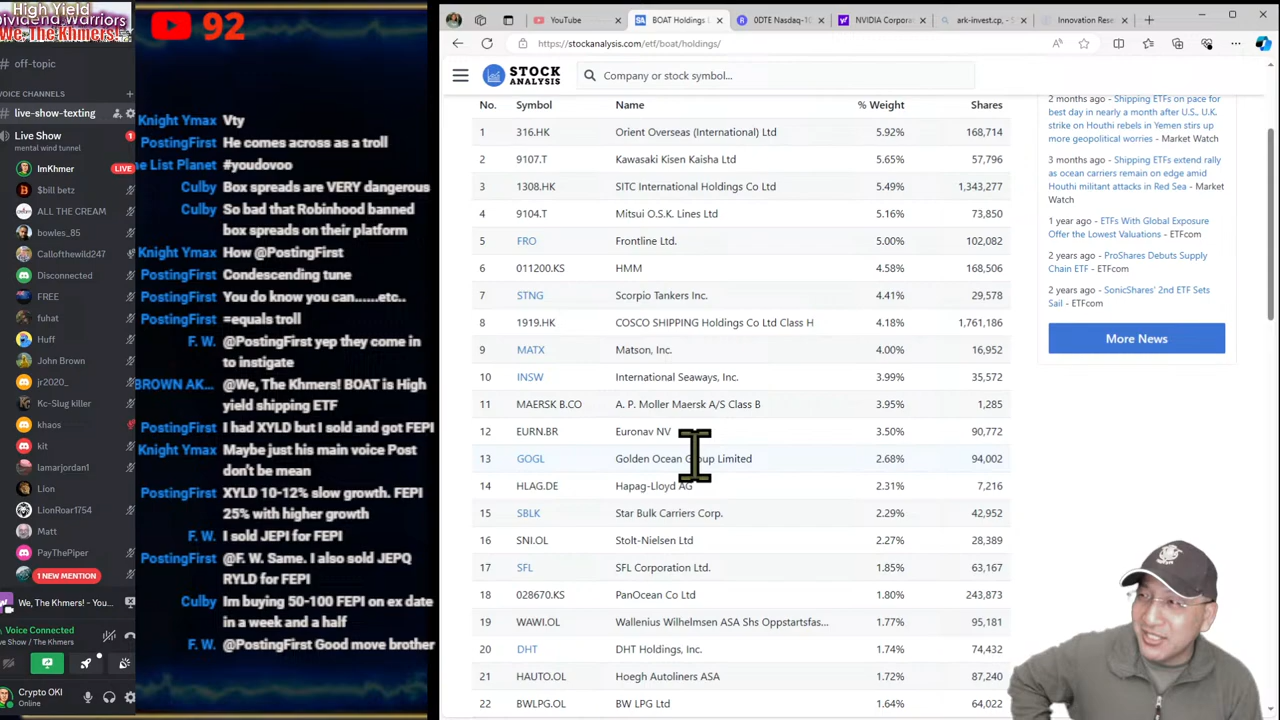 High Yield
Dividend Warriors
We, The Khmers!
off-topic
VOICE CHANNELS
live-show-texting
Live Show
1
mental wind tunnel
ImKhmer
LIVE
$bill betz
ALL THE CREAM
bowles_85
Callofthewild247
Disconnected
FREE
fuhat
Huff
John Brown
jr2020_
Kc-Slug killer
khaos
kit
lamarjordan1
Lion
LionRoar1754
Matt
PayThePiper
1 NEW MENTION
We, The Khmers! - You...
Voice Connected
ve Show / The Khmers
Crypto OKI
Online
92
Knight Ymax Vty
PostingFirst He comes across as a troll
ne List Planet #youdovoo
Culby Box spreads are VERY dangerous
Culby So bad that Robinhood banned
box spreads on their platform
Knight Ymax How @PostingFirst
PostingFirst Condescending tune
PostingFirst You do know you can......etc..
PostingFirst =equals troll
F. W. @PostingFirst yep they come in
to instigate
BROWN AK... @We, The Khmers! BOAT is High
yield shipping ETF
PostingFirst I had XYLD but I sold and got FEPI
Knight Ymax Maybe just his main voice Post
don't be mean
PostingFirst XYLD 10-12% slow growth. FEPI
25% with higher growth
F. W. I sold JEPI for FEPI
PostingFirst @F. W. Same. I also sold JEPQ
RYLD for FEPI
Culby Im buying 50-100 FEPI on ex date
in a week and a half
F. W. @PostingFirst Good move brother
YouTube
BOAT Holdings L
0DTE Nasdaq-10
NVIDIA Corpora
ark-invest.cp, - S
Innovation Rese
https://stockanalysis.com/etf/boat/holdings/
STOCK
ANALYSIS
Company or stock symbol...
No. Symbol Name % Weight Shares
1 316.HK Orient Overseas (International) Ltd 5.92% 168,714
2 9107.T Kawasaki Kisen Kaisha Ltd 5.65% 57,796
3 1308.HK SITC International Holdings Co Ltd 5.49% 1,343,277
4 9104.T Mitsui O.S.K. Lines Ltd 5.16% 73,850
5 FRO Frontline Ltd. 5.00% 102,082
6 011200.KS HMM 4.58% 168,506
7 STNG Scorpio Tankers Inc. 4.41% 29,578
8 1919.HK COSCO SHIPPING Holdings Co Ltd Class H 4.18% 1,761,186
9 MATX Matson, Inc. 4.00% 16,952
10 INSW International Seaways, Inc. 3.99% 35,572
11 MAERSK B.CO A. P. Moller Maersk A/S Class B 3.95% 1,285
12 EURN.BR Euronav NV 3.30% 90,772
13 GOGL Golden Ocean Group Limited 2.68% 94,002
14 HLAG.DE Hapag-Lloyd AG 2.31% 7,216
15 SBLK Star Bulk Carriers Corp. 2.29% 42,952
16 SNI.OL Stolt-Nielsen Ltd 2.27% 28,389
17 SFL SFL Corporation Ltd. 1.85% 63,167
18 028670.KS PanOcean Co Ltd 1.80% 243,873
19 WAWI.OL Wallenius Wilhelmsen ASA Shs Oppstartsfas... 1.77% 95,181
20 DHT DHT Holdings, Inc. 1.74% 74,432
21 HAUTO.OL Hoegh Autoliners ASA 1.72% 87,240
22 BWLPG.OL BW LPG Ltd 1.64% 64,022
2 months ago - Shipping ETFs on pace for
best day in nearly a month after U.S., U.K.
strike on Houthi rebels in Yemen stirs up
more geopolitical worries - Market Watch
3 months ago - Shipping ETFs extend rally
as ocean carriers remain on edge amid
Houthi militant attacks in Red Sea - Market
Watch
1 year ago - ETFs With Global Exposure
Offer the Lowest Valuations - ETFcom
2 years ago - ProShares Debuts Supply
Chain ETF - ETFcom
2 years ago - SonicShares' 2nd ETF Sets
Sail - ETFcom
More News